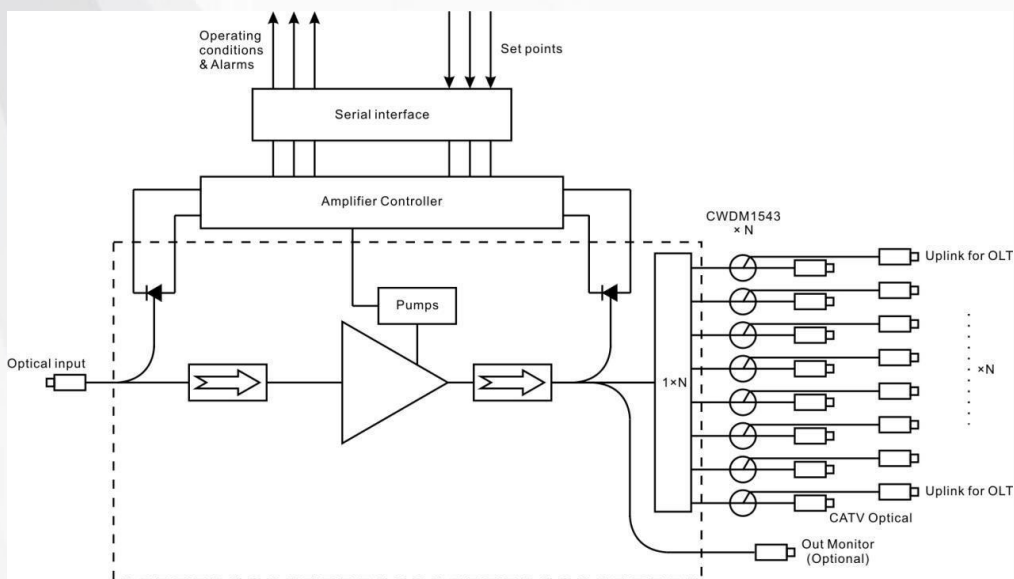 Operating
conditions
& Alarms
Set points
Serial interface
Amplifier Controller
CWDM1543
× N
Uplink for OLT
Pumps
Optical input
1×N
×N
Uplink for OLT
CATV Optical
Out Monitor
(Optional)